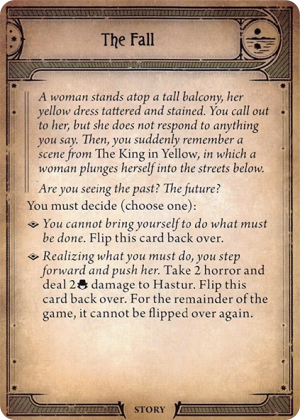 The Fall
A woman stands atop a tall balcony, her
yellow dress tattered and stained. You call out
to her, but she does not respond to anything
you say. Then, you suddenly remember a
scene from The King in Yellow, in which a
woman plunges herself into the streets below.
Are you seeing the past? The future?
You must decide (choose one):
You cannot bring yourself to do what must
be done. Flip this card back over.
Realizing what you must do, you step
forward and push her. Take 2 horror and
deal 2 damage to Hastur. Flip this
card back over. For the remainder of the
game, it cannot be flipped over again.
STORY